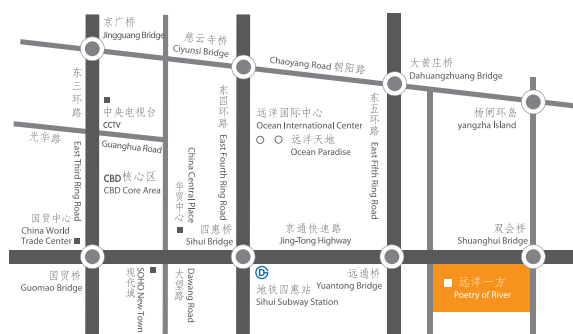 京广桥
Jingguang Bridge
慈云寺桥
Ciyunsi Bridge
Chaoyang Road 朝阳路
大黄庄桥
Dahuangzhuang Bridge
东三环路
East Third Ring Road
中央电视台
CCTV
光华路
Guanghua Road
东四环路
East Fourth Ring Road
远洋国际中心
Ocean International Center
远洋天地
Ocean Paradise
东五环路
East Fifth Ring Road
杨闸环岛
yangzha Island
CBD核心区
CBD Core Area
China Central Place
华贸中心
国贸中心
China World
Trade Center
四惠桥
Sihui Bridge
京通快速路
Jing-Tong Highway
双会桥
Shuanghui Bridge
国贸桥
Guomao Bridge
现代城
SOHO New Town
大望路
Dawang Road
地铁四惠站
Sihui Subway Station
远通桥
Yuantong Bridge
远洋一方
Poetry of River